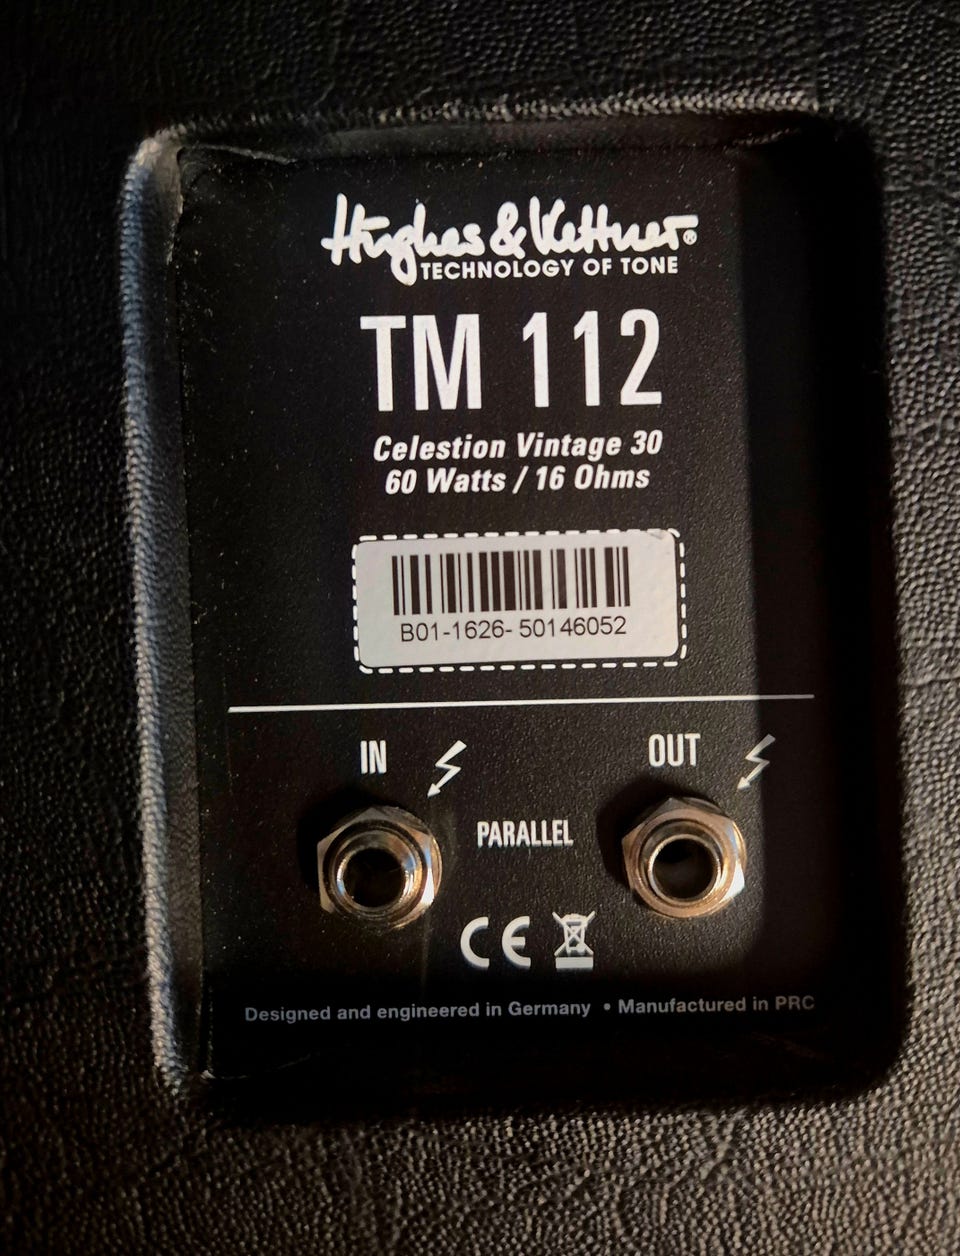 Hughes & Kettner®
TECHNOLOGY OF TONE
TM 112
Celestion Vintage 30
60 Watts / 16 Ohms
B01-1626- 50146052
IN OUT
PARALLEL
CE
Designed and engineered in Germany • Manufactured in PRC